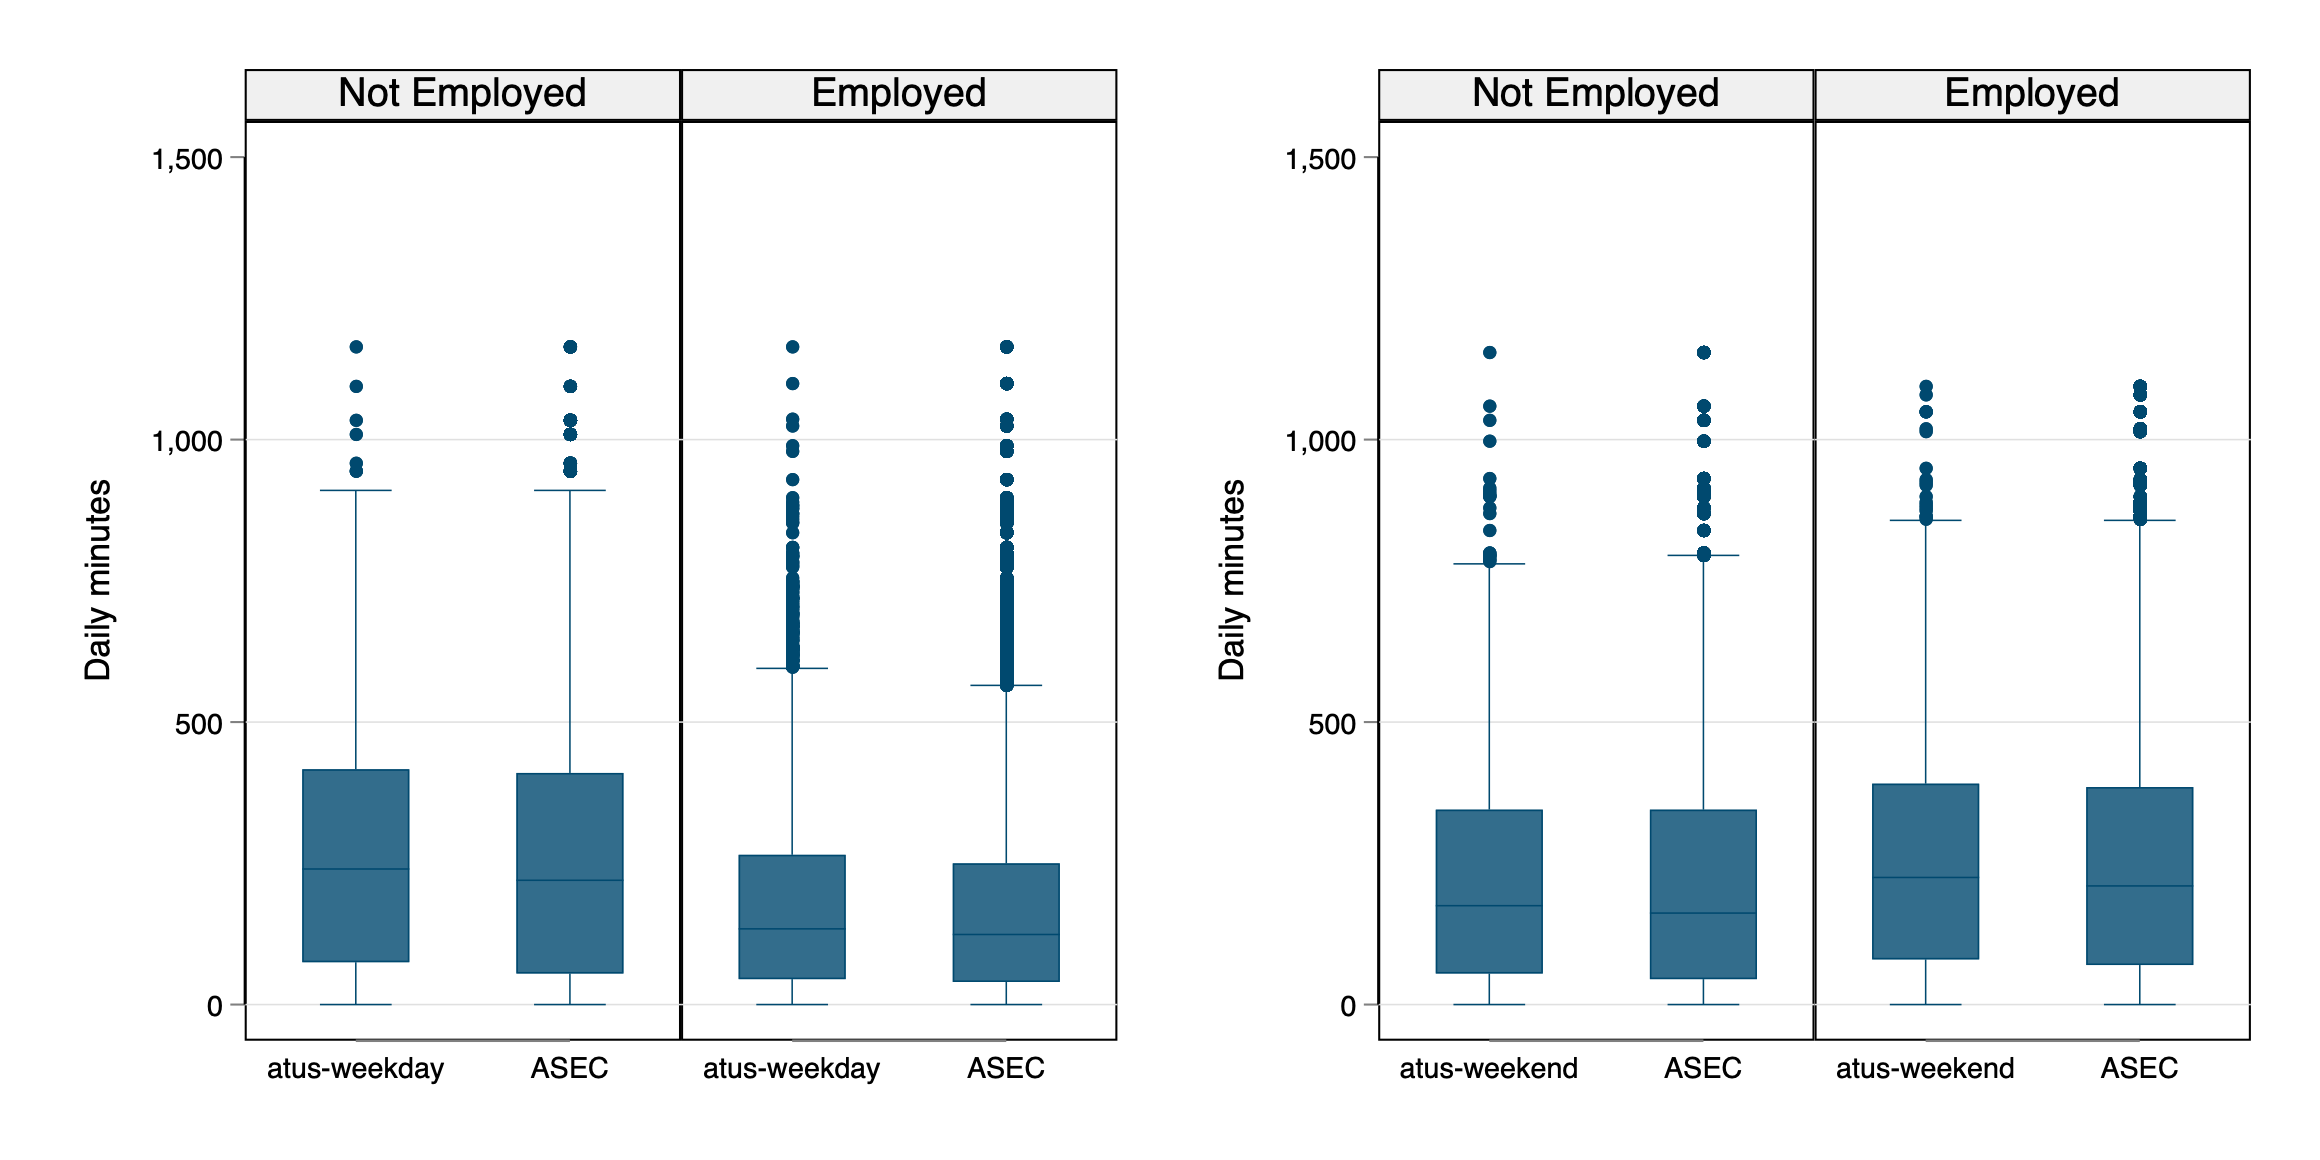 Not Employed
Employed
1,500
1,000
500
0
Daily minutes
atus-weekday
ASEC
atus-weekday
ASEC
Not Employed
Employed
1,500
1,000
500
0
Daily minutes
atus-weekend
ASEC
atus-weekend
ASEC